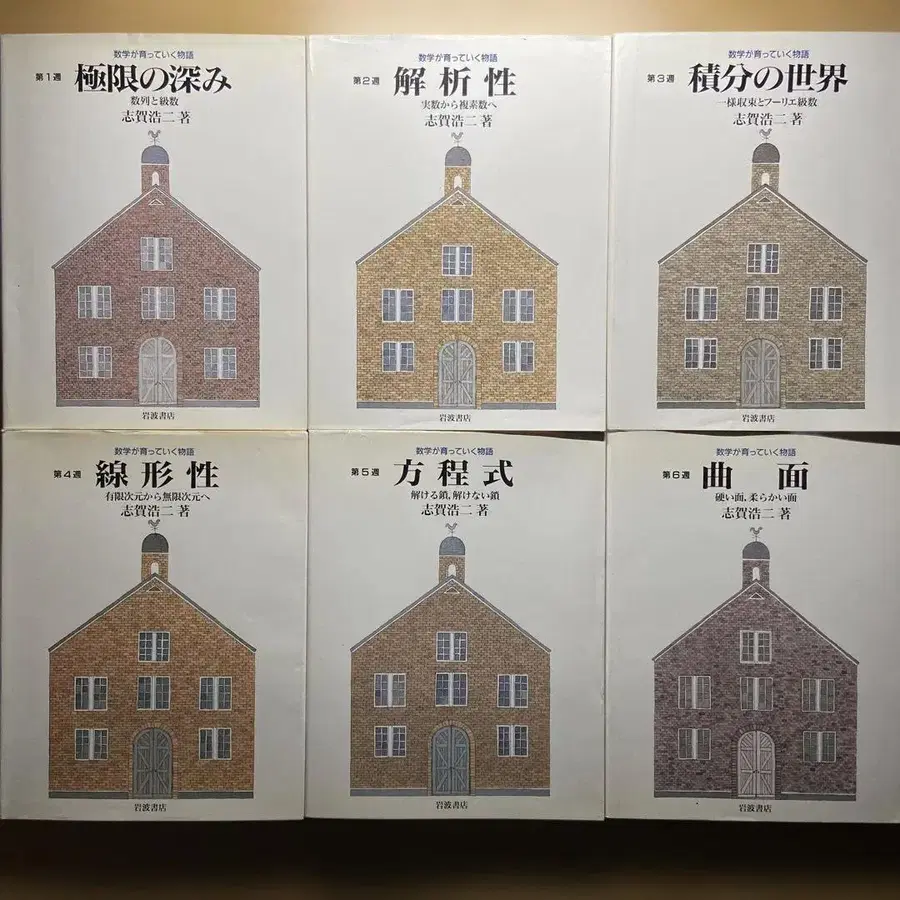 数学が育っていく物語
第1週
極限の深み
数列と級数
志賀浩二 著
岩波書店
数学が育っていく物語
第2週
解析性
実数から複素数へ
志賀浩二 著
岩波書店
数学が育っていく物語
第3週
積分の世界
一様収束とフーリエ級数
志賀浩二 著
岩波書店
数学が育っていく物語
第4週
線形性
有限次元から無限次元へ
志賀浩二 著
岩波書店
数学が育っていく物語
第5週
方程式
解ける鎖,解けない鎖
志賀浩二 著
岩波書店
数学が育っていく物語
第6週
曲面
硬い面,柔らかい面
志賀浩二 著
岩波書店